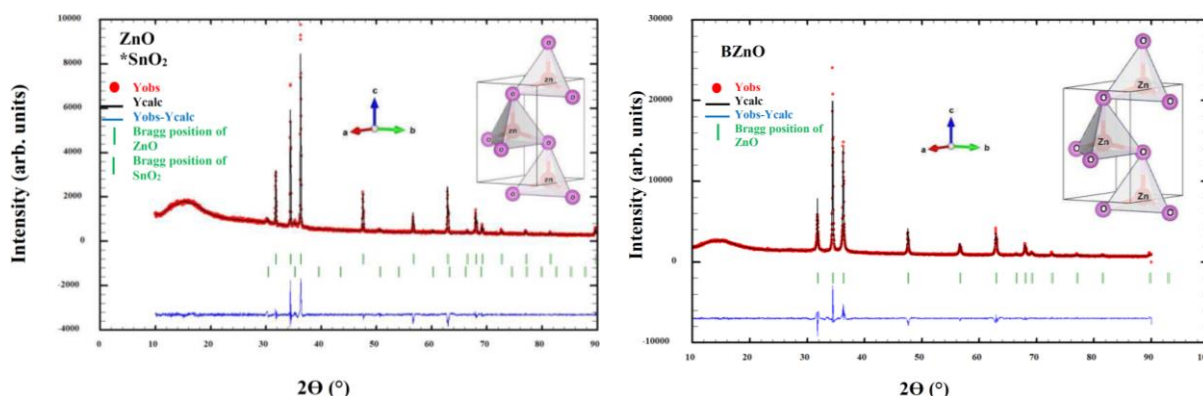 10000
8000
6000
4000
2000
0
-2000
-4000
Intensity (arb. units)
ZnO
*SnO₂
Yobs
Ycalc
Yobs-Ycalc
Bragg position of
ZnO
Bragg position of
SnO₂
c
a
b
zn
zn
zn
0 10 20 30 40 50 60 70 80 90
2Θ (°)
30000
20000
10000
0
-10000
Intensity (arb. units)
BZnO
Yobs
Ycalc
Yobs-Ycalc
Bragg position of
ZnO
c
a
b
Zn
Zn
Zn
10 20 30 40 50 60 70 80 90
2Θ (°)